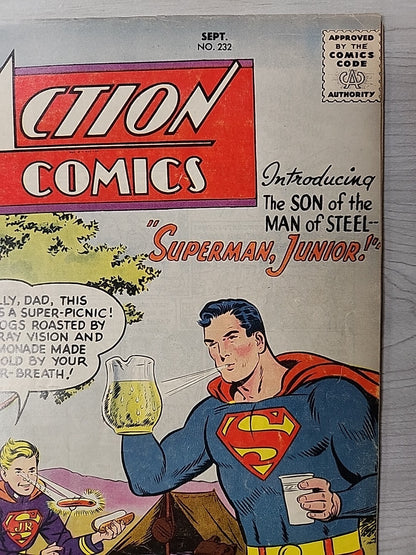 SEPT.
NO. 232
APPROVED
BY THE
COMICS
CODE
CA
AUTHORITY
ACTION
COMICS
Introducing
The SON of the
MAN of STEEL--
"SUPERMAN, JUNIOR!"
LLY, DAD, THIS
S A SUPER-PICNIC!
OGS ROASTED BY
RAY VISION AND
MONADE MADE
OLD BY YOUR
R-BREATH!
S
JR